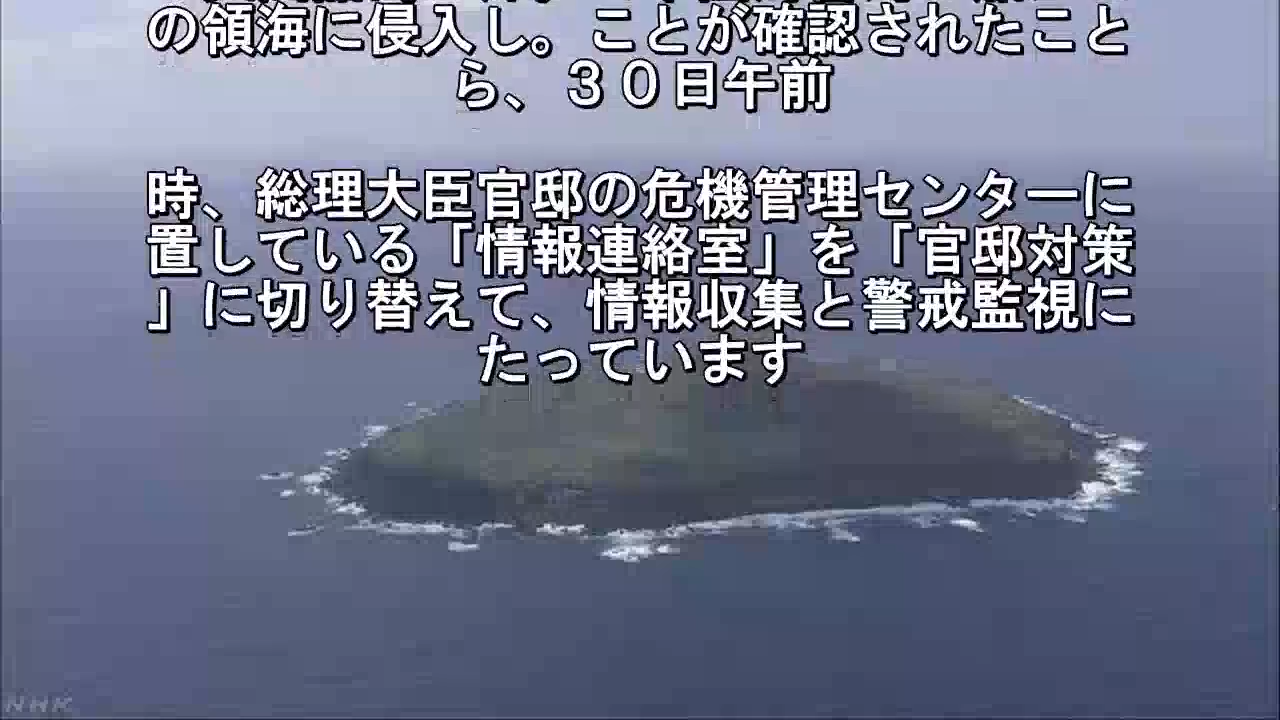 の領海に侵入し。ことが確認されたこと
ら、３０日午前
時、総理大臣官邸の危機管理センターに
置している「情報連絡室」を「官邸対策
」に切り替えて、情報収集と警戒監視に
たっています
NHK